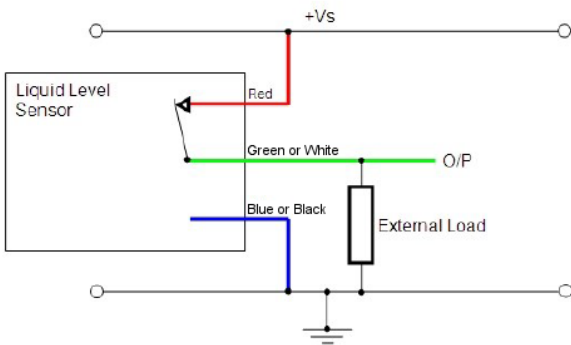 +Vs
Liquid Level
Sensor
Red
Green or White
O/P
Blue or Black
External Load